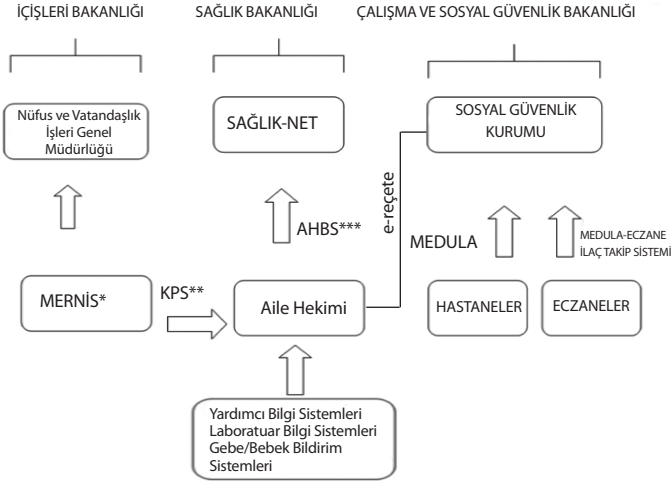 İÇİŞLERİ BAKANLIĞI
SAĞLIK BAKANLIĞI
ÇALIŞMA VE SOSYAL GÜVENLİK BAKANLIĞI
Nüfus ve Vatandaşlık
İşleri Genel
Müdürlüğü
SAĞLIK-NET
SOSYAL GÜVENLİK
KURUMU
e-reçete
AHBS***
MEDULA
MEDULA-ECZANE
İLAÇ TAKİP SİSTEMİ
MERNİS*
KPS**
Aile Hekimi
HASTANELER
ECZANELER
Yardımcı Bilgi Sistemleri
Laboratuar Bilgi Sistemleri
Gebe/Bebek Bildirim
Sistemleri